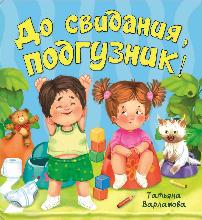 До свидания,
подгузник!
Татьяна
Варламова